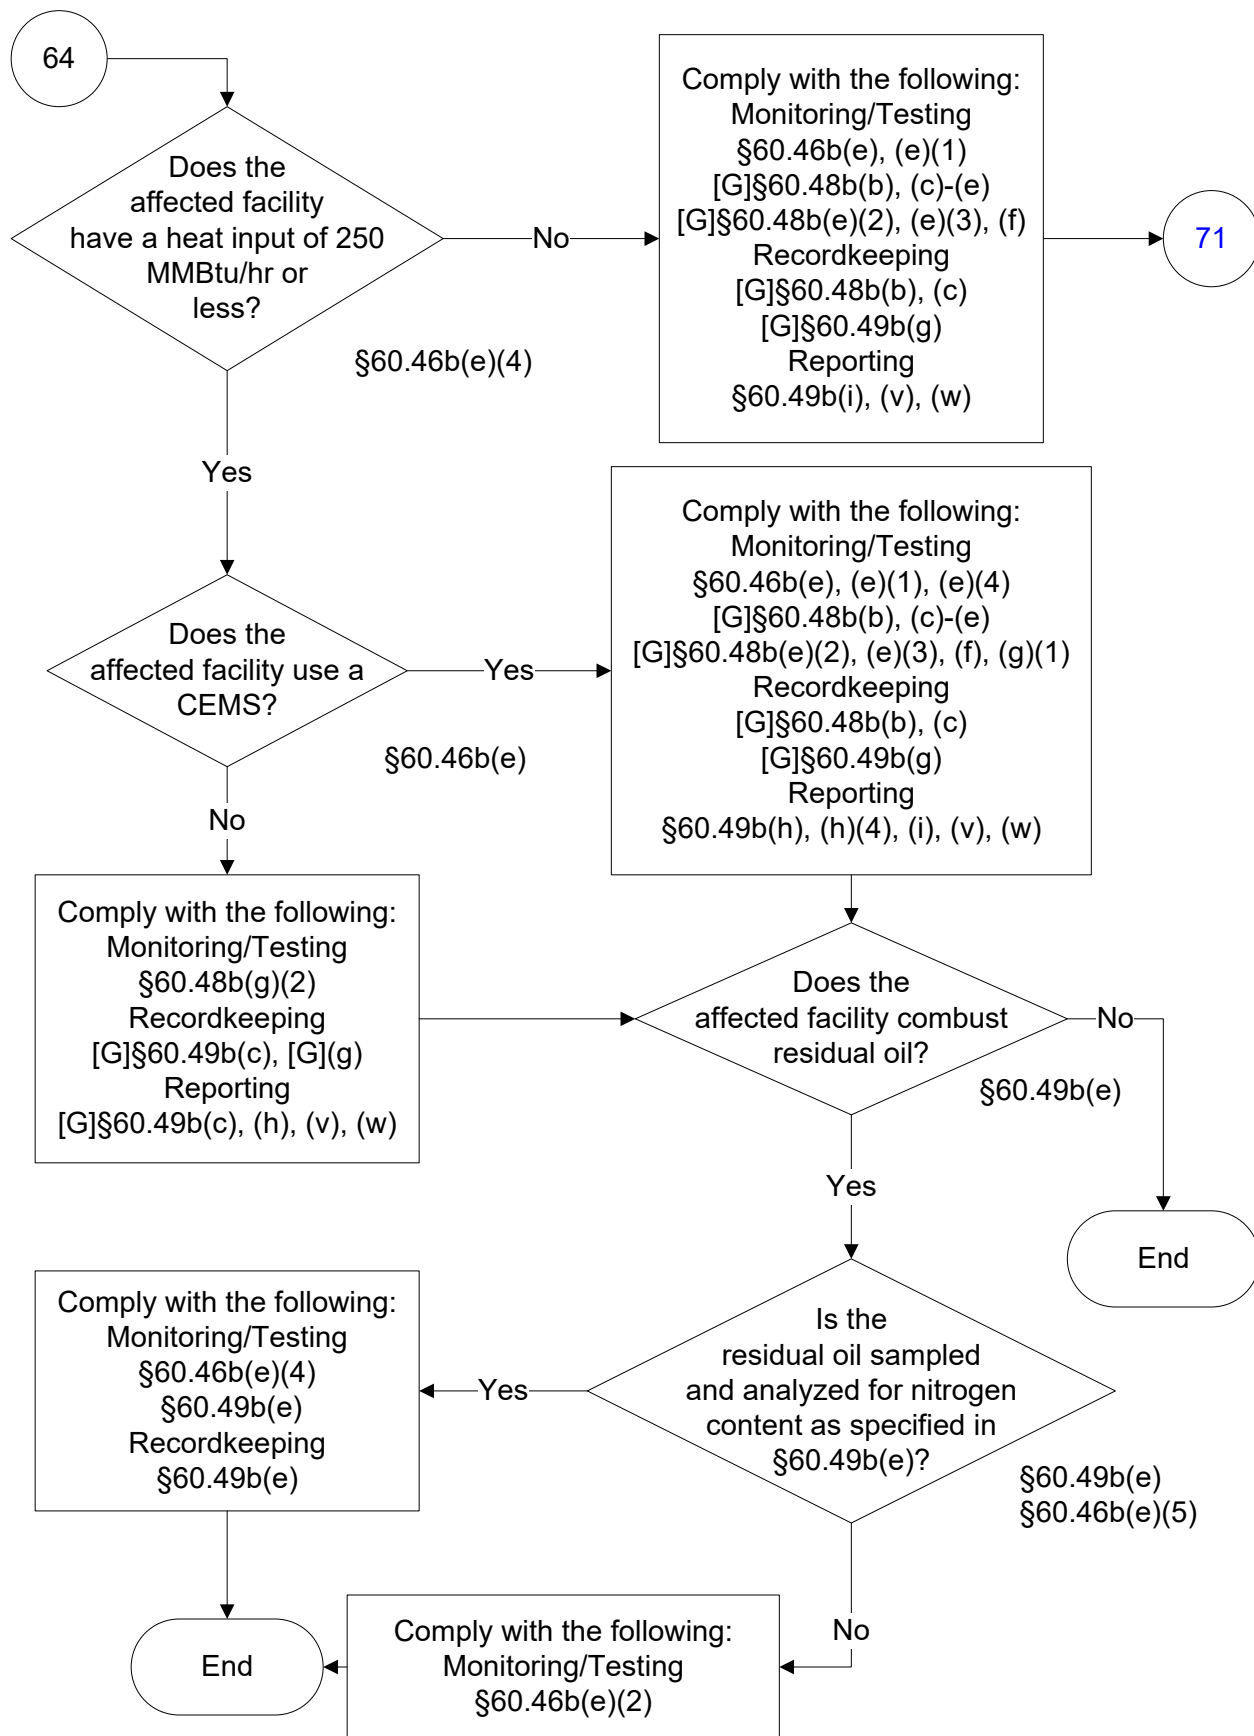 64
Does the
affected facility
have a heat input of 250
MMBtu/hr or
less?
§60.46b(e)(4)
No
Comply with the following:
Monitoring/Testing
§60.46b(e), (e)(1)
[G]§60.48b(b), (c)-(e)
[G]§60.48b(e)(2), (e)(3), (f)
Recordkeeping
[G]§60.48b(b), (c)
[G]§60.49b(g)
Reporting
§60.49b(i), (v), (w)
71
Yes
Does the
affected facility use a
CEMS?
§60.46b(e)
Yes
Comply with the following:
Monitoring/Testing
§60.46b(e), (e)(1), (e)(4)
[G]§60.48b(b), (c)-(e)
[G]§60.48b(e)(2), (e)(3), (f), (g)(1)
Recordkeeping
[G]§60.48b(b), (c)
[G]§60.49b(g)
Reporting
§60.49b(h), (h)(4), (i), (v), (w)
No
Comply with the following:
Monitoring/Testing
§60.48b(g)(2)
Recordkeeping
[G]§60.49b(c), [G](g)
Reporting
[G]§60.49b(c), (h), (v), (w)
Does the
affected facility combust
residual oil?
§60.49b(e)
No
End
Yes
Is the
residual oil sampled
and analyzed for nitrogen
content as specified in
§60.49b(e)?
§60.49b(e)
§60.46b(e)(5)
Yes
Comply with the following:
Monitoring/Testing
§60.46b(e)(4)
§60.49b(e)
Recordkeeping
§60.49b(e)
No
Comply with the following:
Monitoring/Testing
§60.46b(e)(2)
End